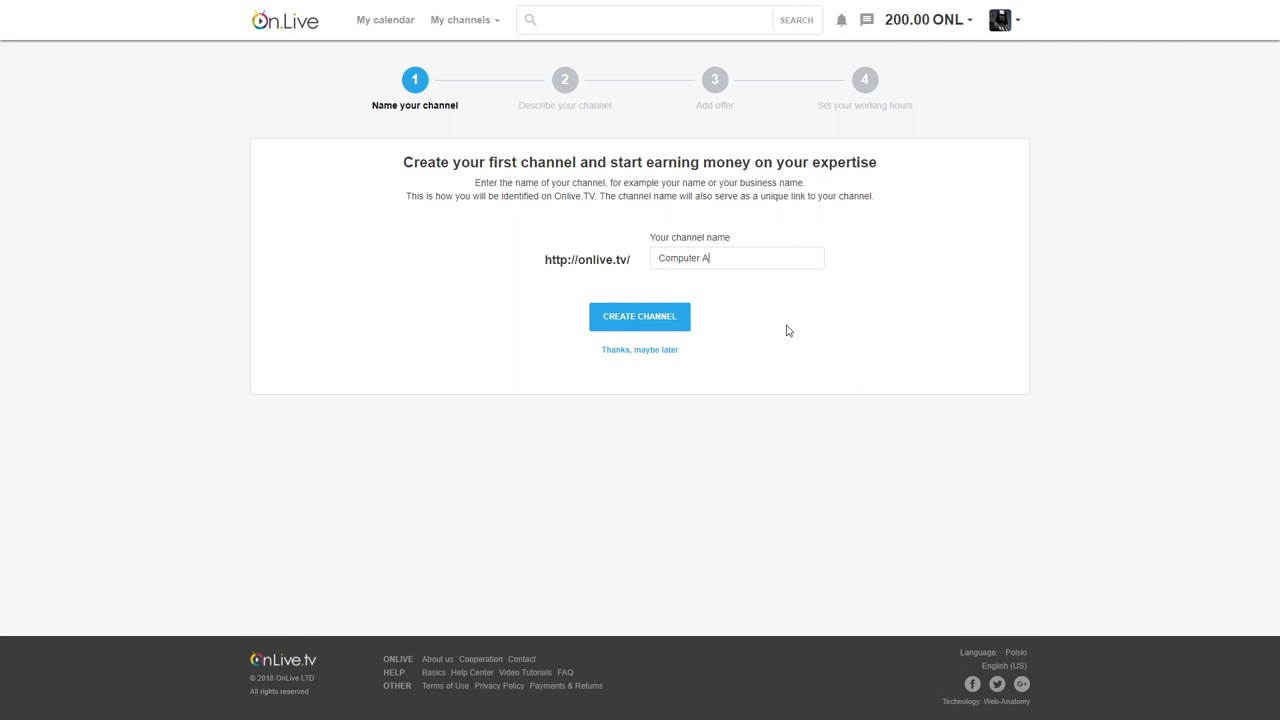 On.Live My calendar My channels SEARCH 200.00 ONL
1 2 3 4
Name your channel Describe your channel Add offer Set your working hours
Create your first channel and start earning money on your expertise
Enter the name of your channel, for example your name or your business name.
This is how you will be identified on Onlive.TV. The channel name will also serve as a unique link to your channel.
Your channel name
http://onlive.tv/ Computer A
CREATE CHANNEL
Thanks, maybe later
OnLive.tv
© 2018 OnLive LTD
All rights reserved
ONLIVE About us Cooperation Contact
HELP Basics Help Center Video Tutorials FAQ
OTHER Terms of Use Privacy Policy Payments & Returns
Language: Polski
English (US)
f G+
Technology: Web-Anatomy